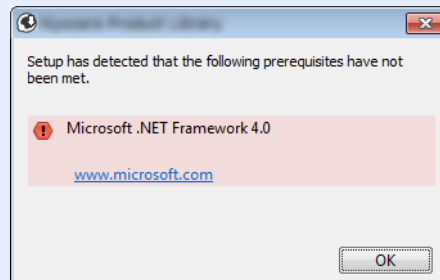 Setup has detected that the following prerequisites have not
been met.
Microsoft .NET Framework 4.0
www.microsoft.com
OK